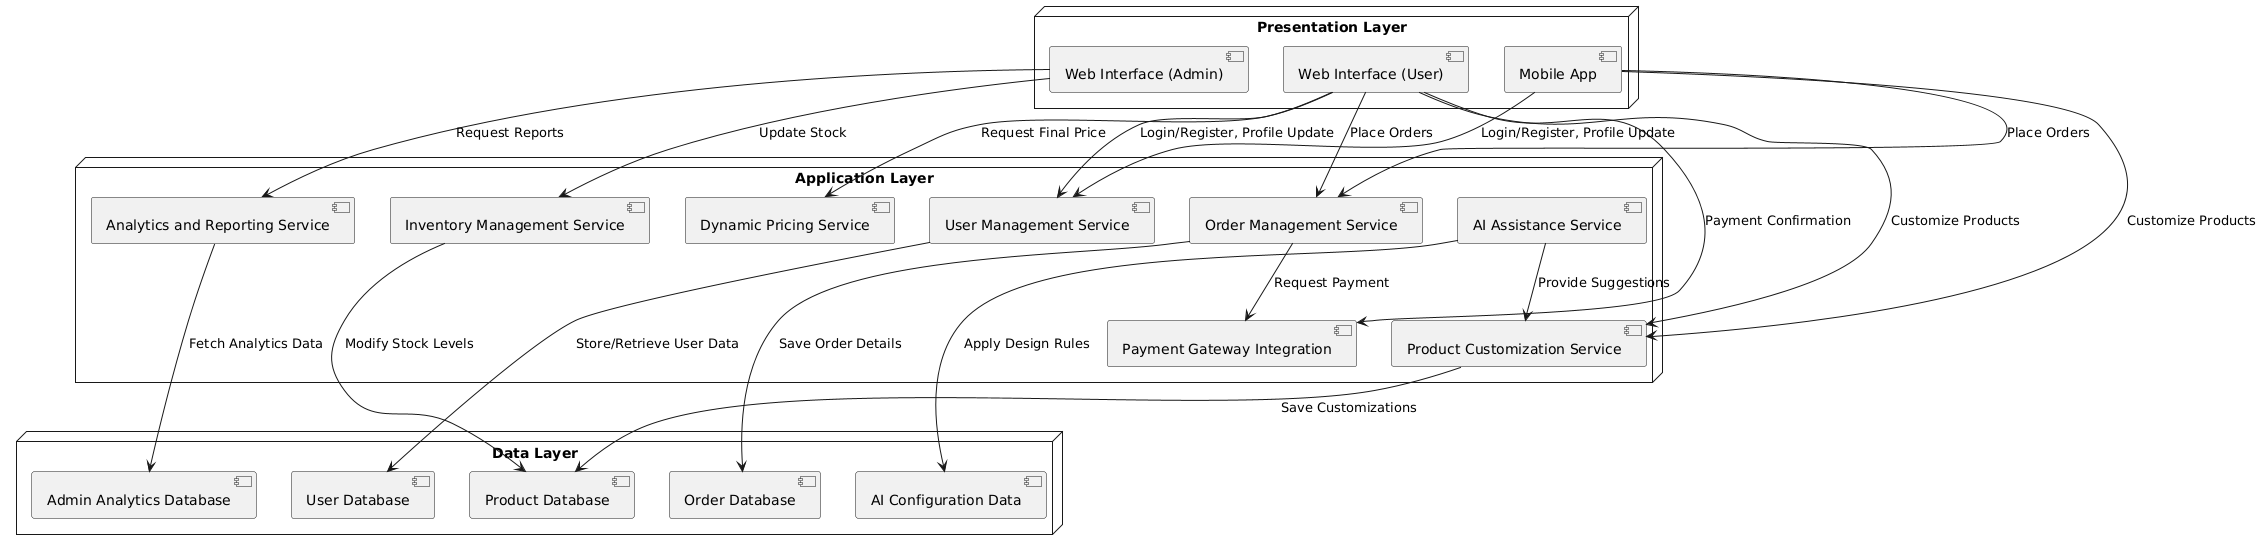 Presentation Layer
Web Interface (Admin)
Web Interface (User)
Mobile App
Request Reports
Update Stock
Request Final Price
Login/Register, Profile Update
Place Orders
Login/Register, Profile Update
Place Orders
Application Layer
Analytics and Reporting Service
Inventory Management Service
Dynamic Pricing Service
User Management Service
Order Management Service
AI Assistance Service
Payment Confirmation
Customize Products
Customize Products
Request Payment
Provide Suggestions
Fetch Analytics Data
Modify Stock Levels
Store/Retrieve User Data
Save Order Details
Apply Design Rules
Payment Gateway Integration
Product Customization Service
Save Customizations
Data Layer
Admin Analytics Database
User Database
Product Database
Order Database
AI Configuration Data